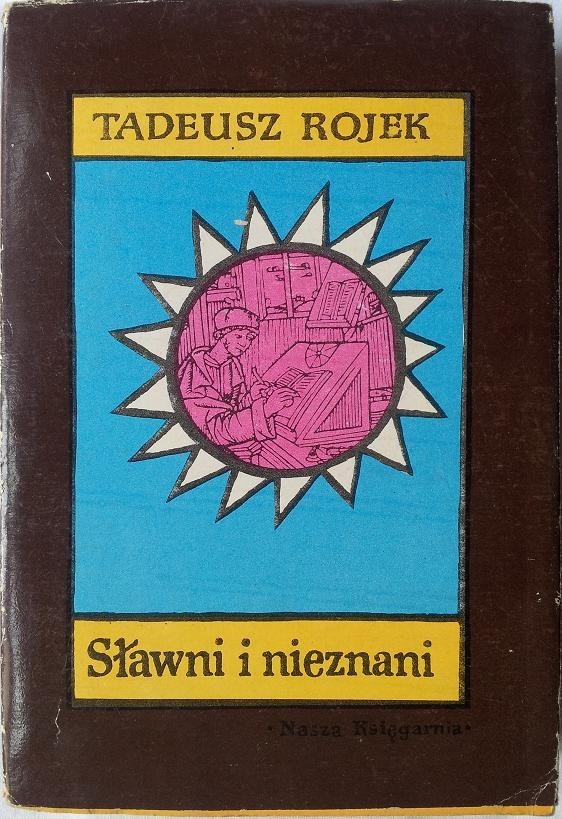 TADEUSZ ROJEK
Sławni i nieznani
• Nasza Księgarnia •